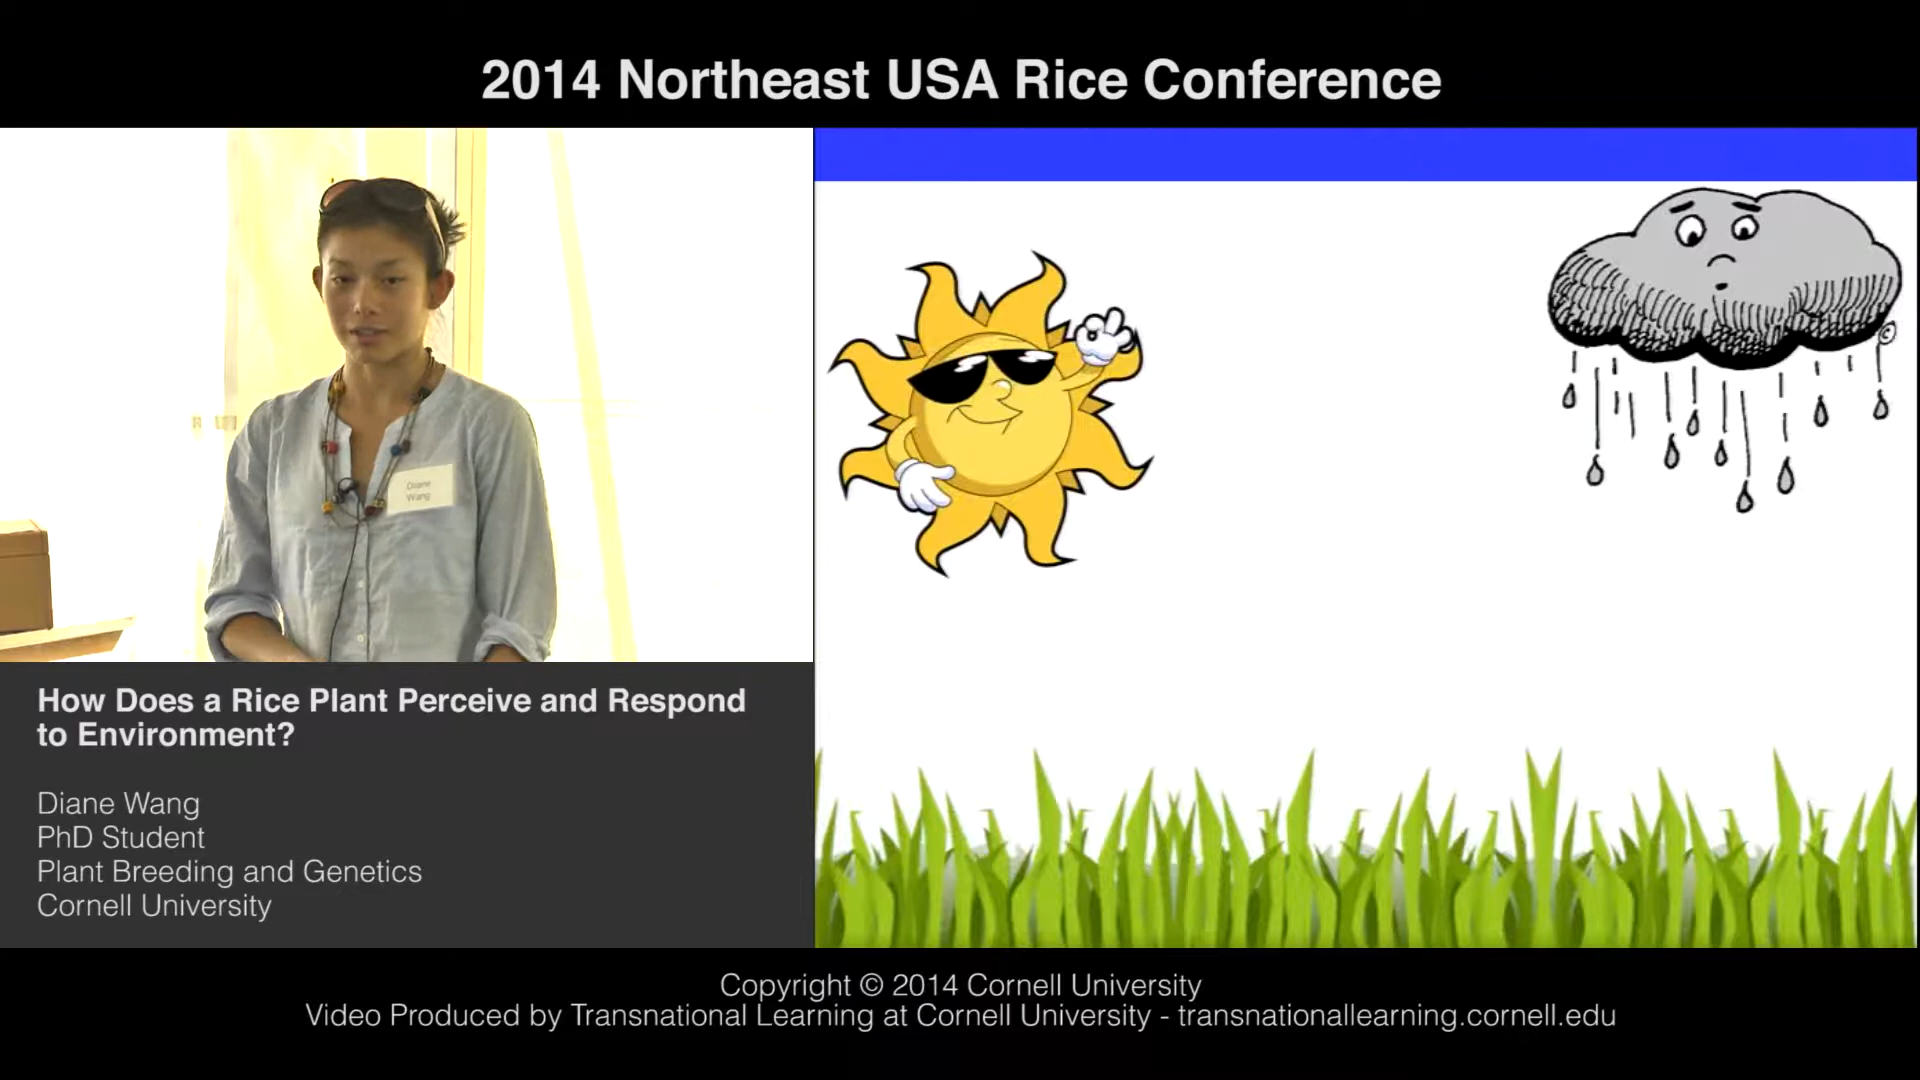 2014 Northeast USA Rice Conference
Diane
Wang
©
How Does a Rice Plant Perceive and Respond
to Environment?
Diane Wang
PhD Student
Plant Breeding and Genetics
Cornell University
Copyright © 2014 Cornell University
Video Produced by Transnational Learning at Cornell University - transnationallearning.cornell.edu